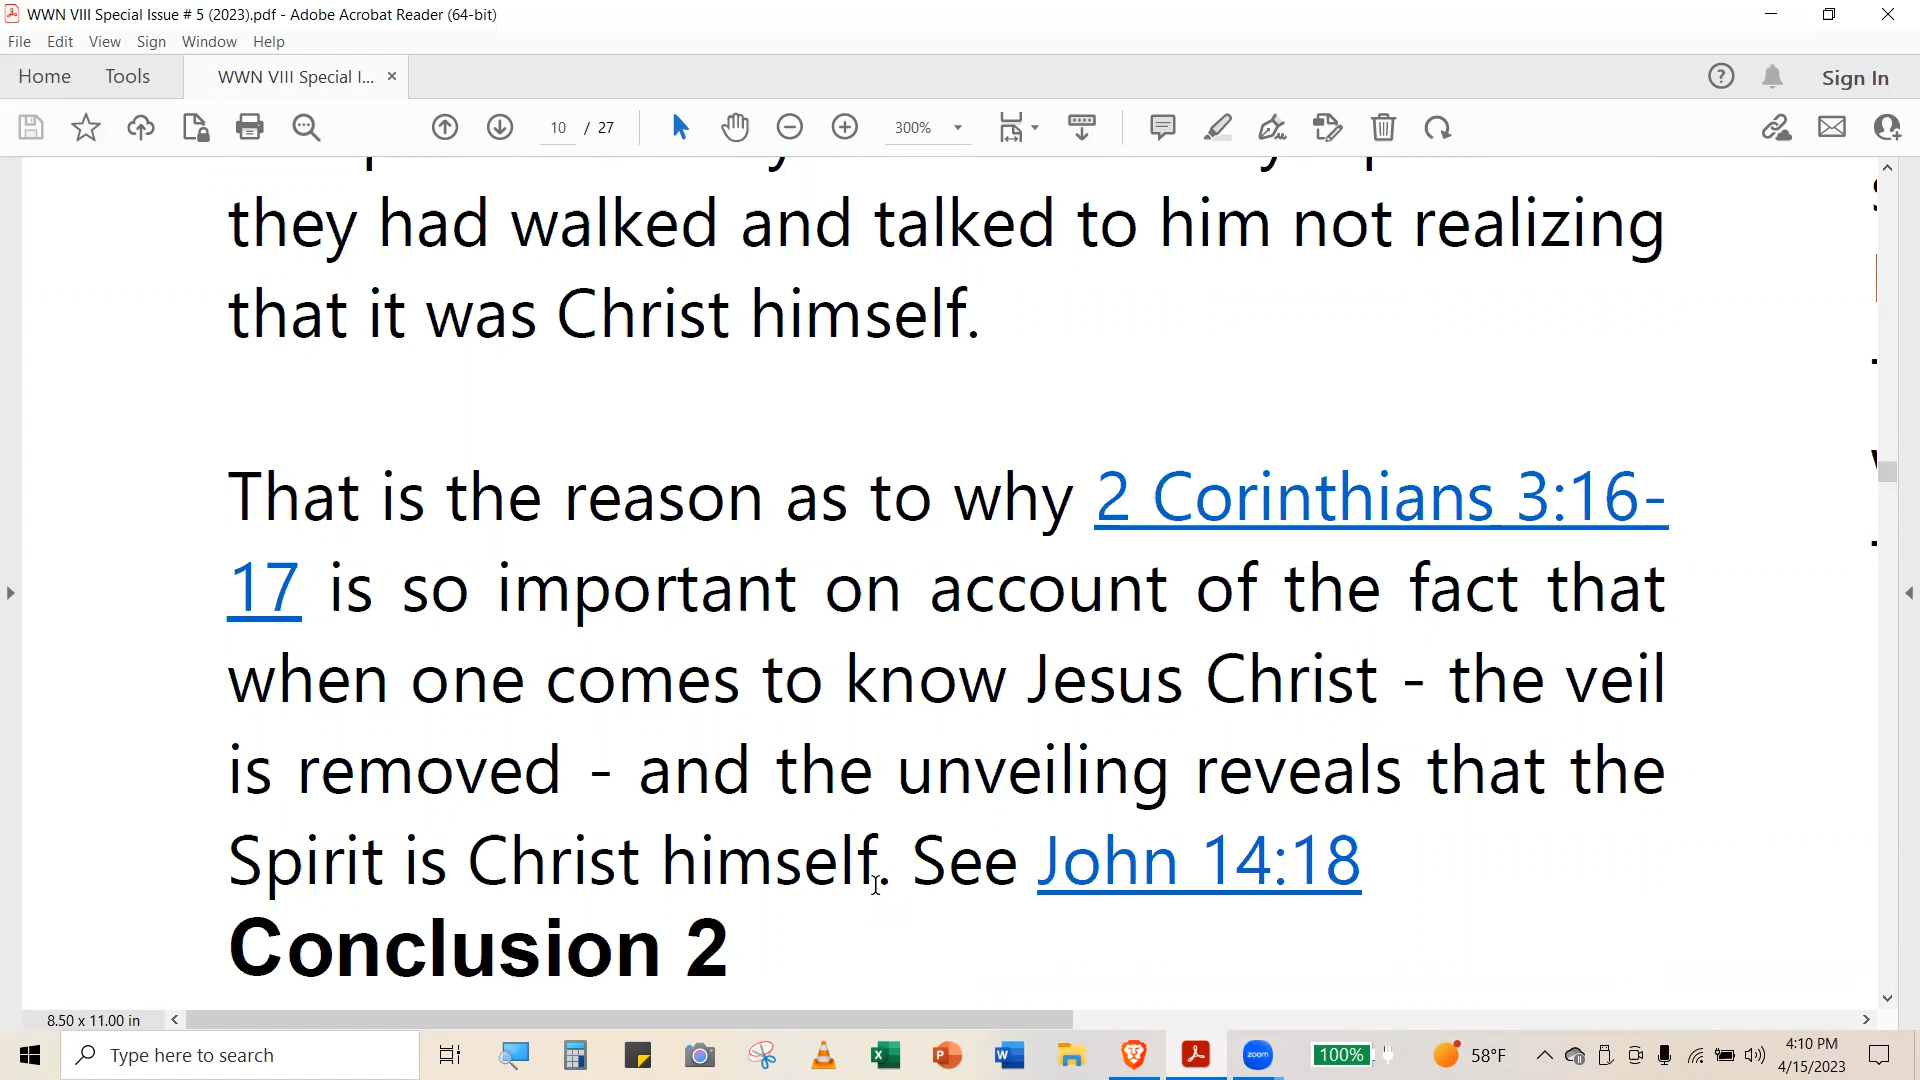 WWN VIII Special Issue # 5 (2023).pdf - Adobe Acrobat Reader (64-bit)
File Edit View Sign Window Help
Home Tools WWN VIII Special I... × Sign In
10 / 27 300%
they had walked and talked to him not realizing
that it was Christ himself.
That is the reason as to why 2 Corinthians 3:16-
17 is so important on account of the fact that
when one comes to know Jesus Christ - the veil
is removed - and the unveiling reveals that the
Spirit is Christ himself. See John 14:18
Conclusion 2
8.50 x 11.00 in
Type here to search
zoom
100%
58°F
4:10 PM
4/15/2023